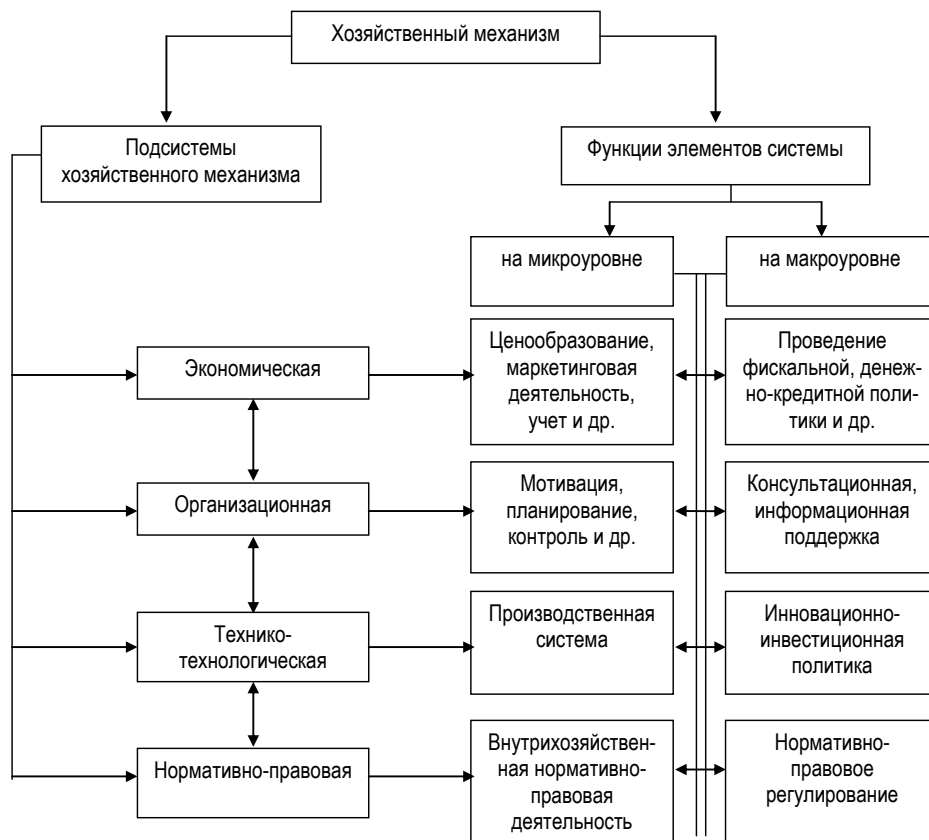 Хозяйственный механизм
Подсистемы
хозяйственного механизма
Функции элементов системы
на микроуровне
на макроуровне
Экономическая
Ценообразование,
маркетинговая
деятельность,
учет и др.
Проведение
фискальной, денеж-
но-кредитной поли-
тики и др.
Организационная
Мотивация,
планирование,
контроль и др.
Консультационная,
информационная
поддержка
Технико-
технологическая
Производственная
система
Инновационно-
инвестиционная
политика
Нормативно-правовая
Внутрихозяйствен-
ная нормативно-
правовая
деятельность
Нормативно-
правовое
регулирование